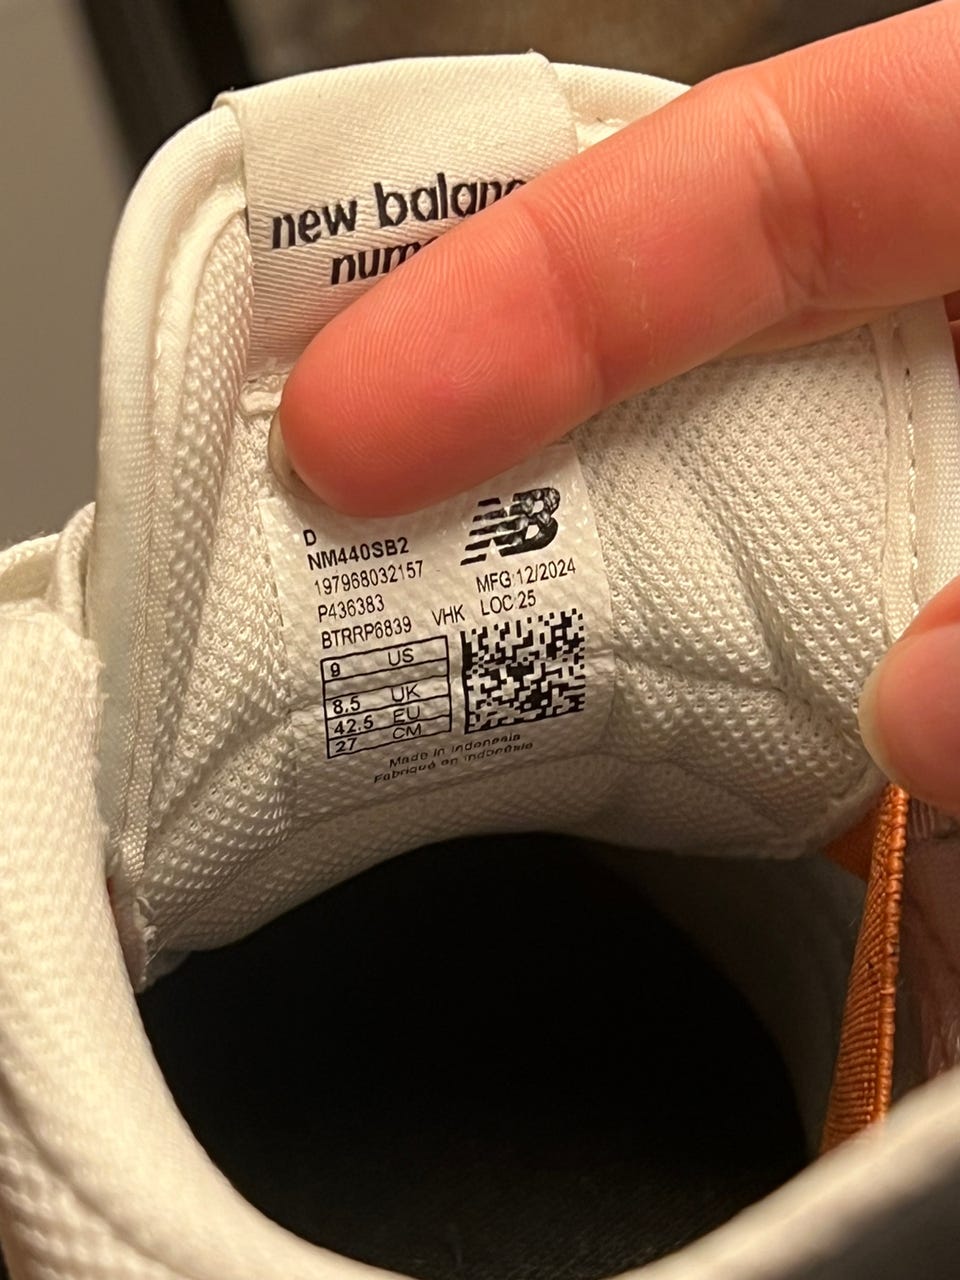 new balanc
num
D
NM440SB2
197968032157
P436383
BTRRP6839 VHK
NB
MFG:12/2024
LOC:25
9 US
8.5 UK
42.5 EU
27 CM
Made in Indonesia
Fabriqué en Indonésie